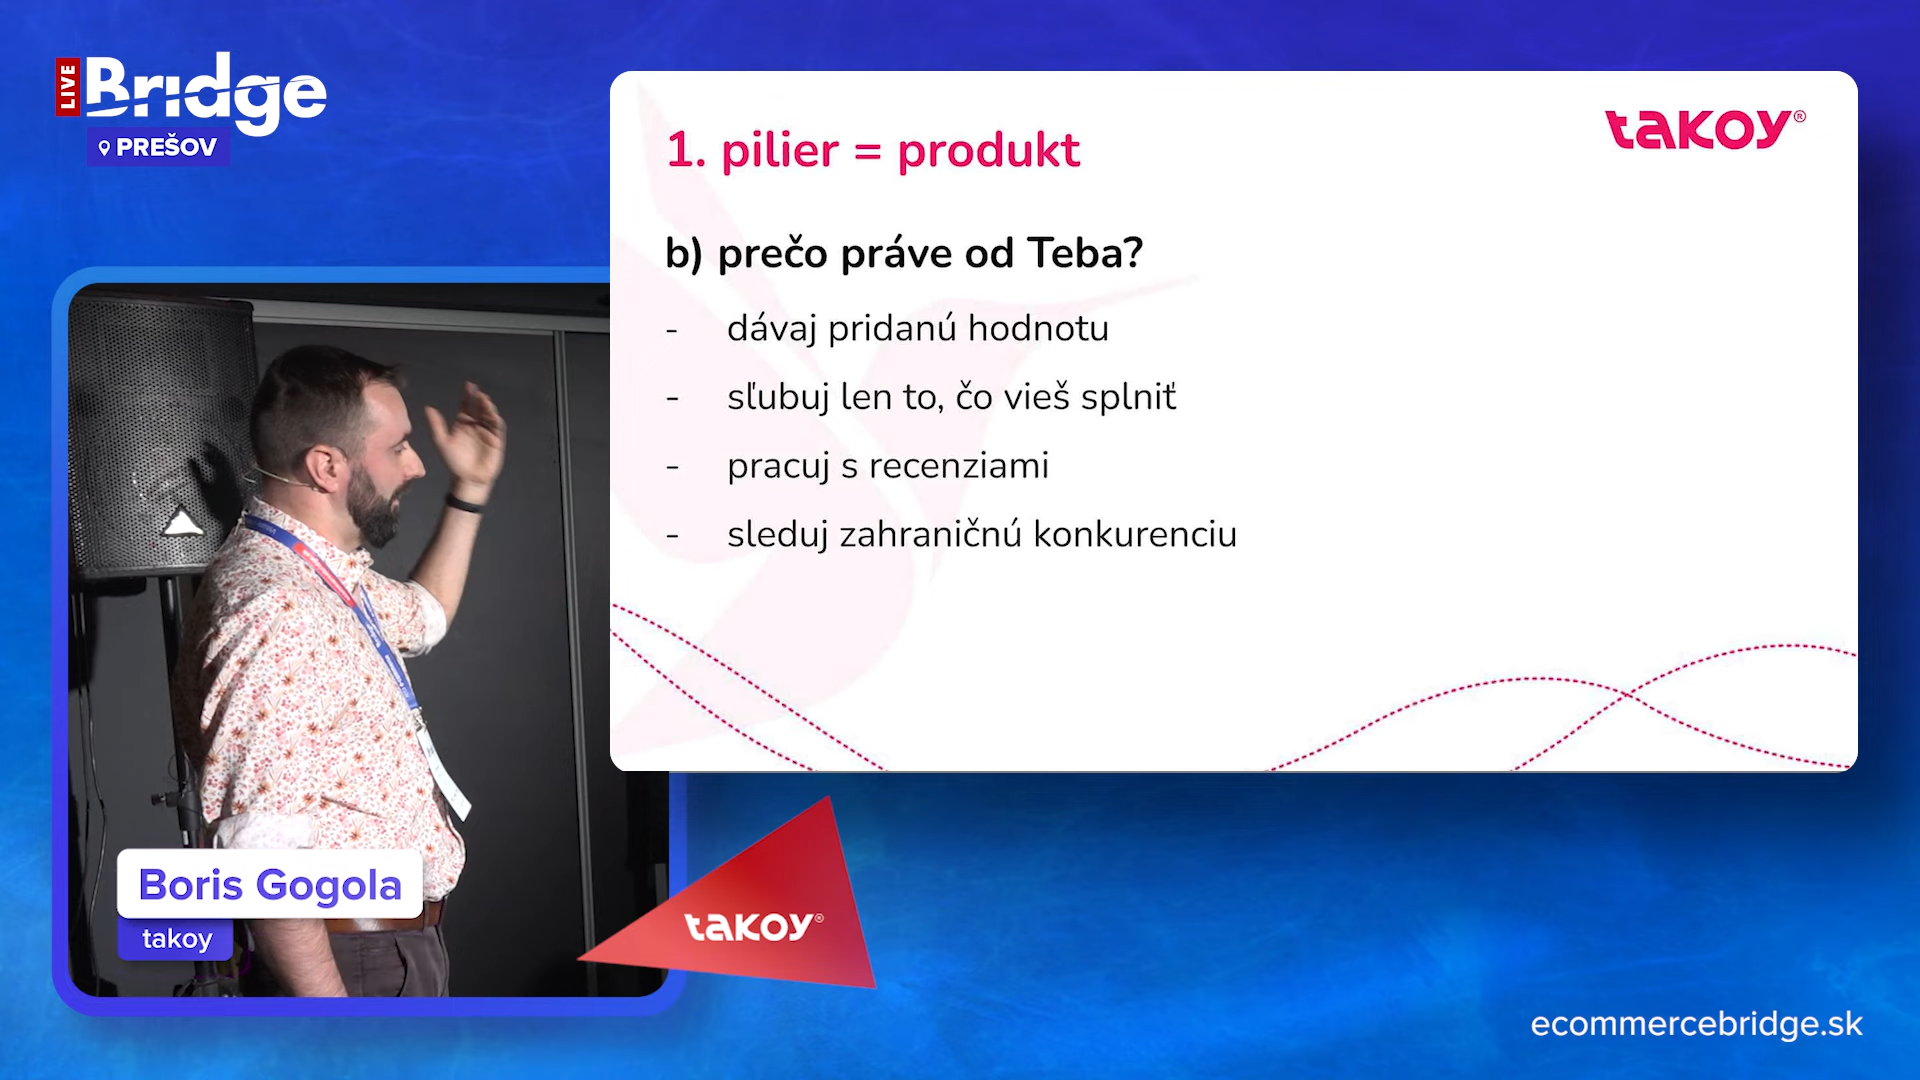 LIVE
Bridge
PREŠOV
takoy®
1. pilier = produkt
b) prečo práve od Teba?
- dávaj pridanú hodnotu
- sľubuj len to, čo vieš splniť
- pracuj s recenziami
- sleduj zahraničnú konkurenciu
Boris Gogola
takoy
takoy®
ecommercebridge.sk